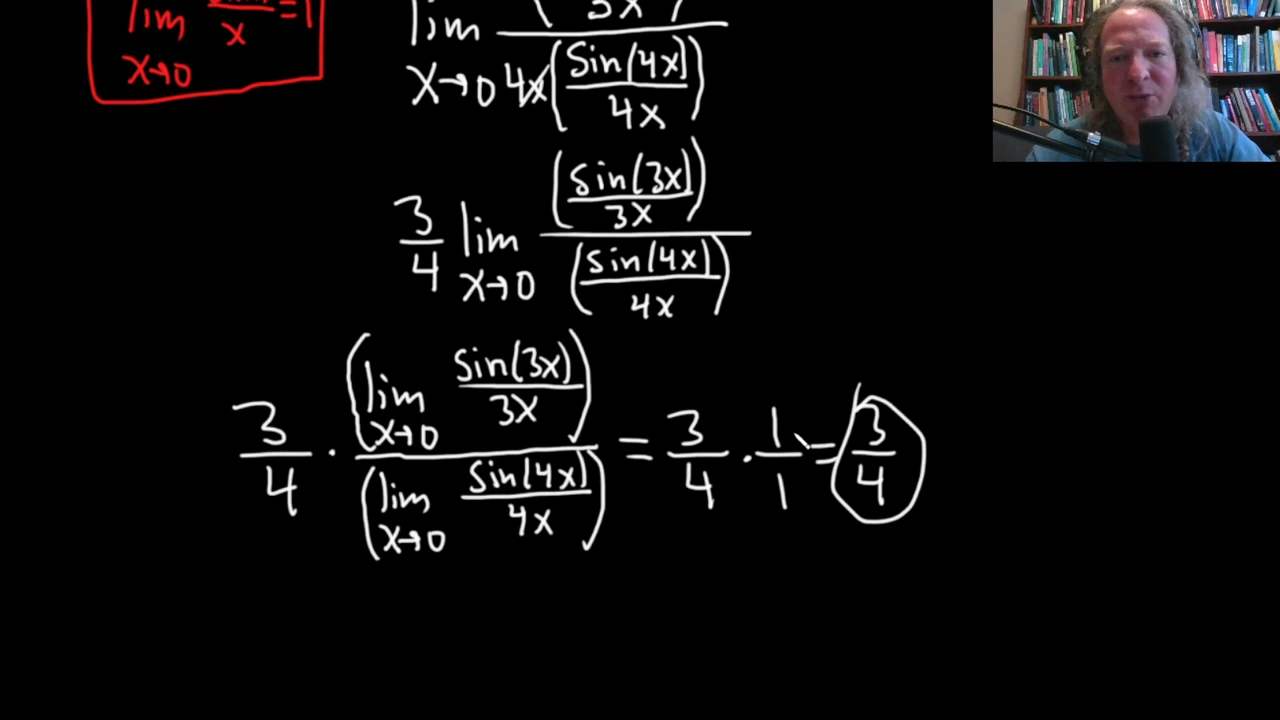 lim x = 1
x→0
lim 3x )
x→0 4x ( sin(4x) / 4x )
3/4 lim x→0 ( sin(3x) / 3x ) / ( sin(4x) / 4x )
3/4 · ( lim x→0 sin(3x) / 3x ) / ( lim x→0 sin(4x) / 4x ) = 3/4 · 1/1 = 3/4